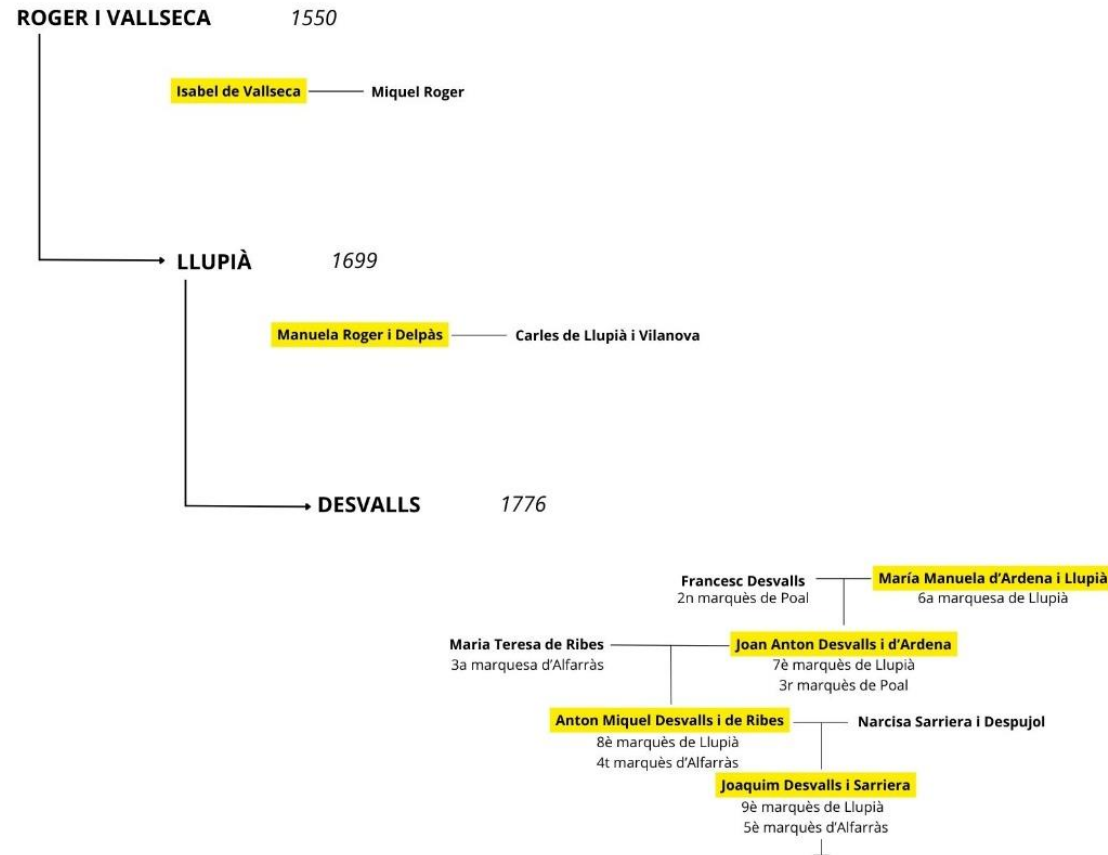 ROGER I VALLSECA 1550
Isabel de Vallseca Miquel Roger
LLUPIÀ 1699
Manuela Roger i Delpàs Carles de Llupià i Vilanova
DESVALLS 1776
Francesc Desvalls María Manuela d'Ardena i Llupià
2n marquès de Poal 6a marquesa de Llupià
Maria Teresa de Ribes Joan Anton Desvalls i d'Ardena
3a marquesa d'Alfarràs 7è marquès de Llupià
3r marquès de Poal
Anton Miquel Desvalls i de Ribes Narcisa Sarriera i Despujol
8è marquès de Llupià
4t marquès d'Alfarràs
Joaquim Desvalls i Sarriera
9è marquès de Llupià
5è marquès d'Alfarràs